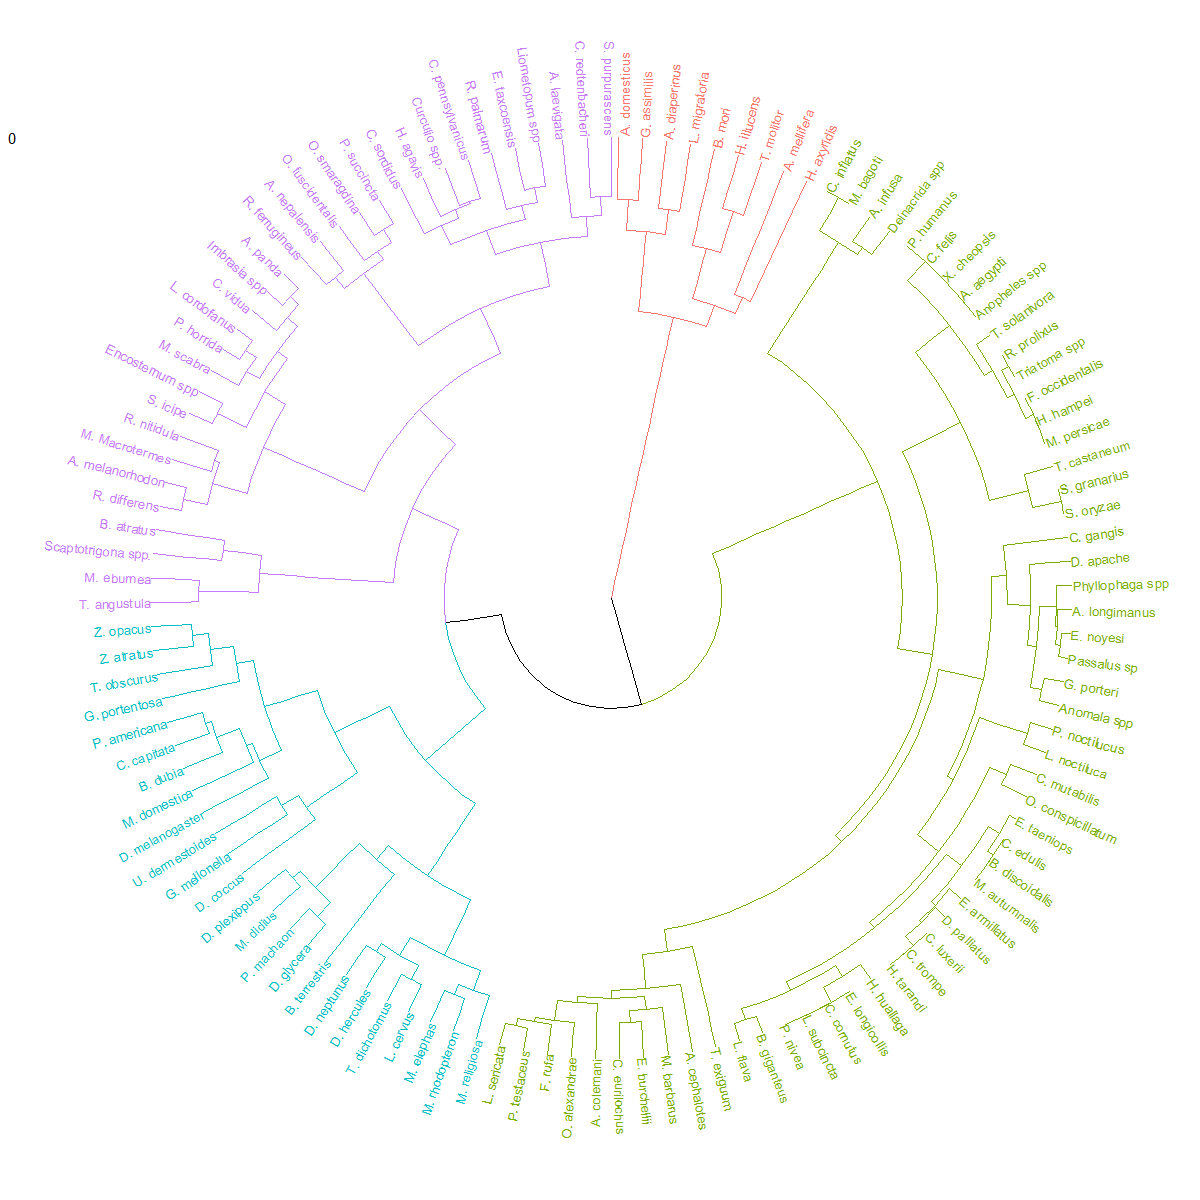 0
S. purpurascens
A. domesticus
G. assimilis
A. diaperinus
L. migratoria
B. mori
H. illucens
T. molitor
A. mellifera
H. axyridis
C. inflatus
M. bagoti
A. infusa
Deinacrida spp
P. humanus
C. felis
X. cheopsis
A. aegypti
Anopheles spp
T. solanivora
R. prolixus
Triatoma spp
F. occidentalis
H. hampei
M. persicae
T. castaneum
S. granarius
S. oryzae
C. gangis
D. apache
Phyllophaga spp
A. longimanus
E. noyesi
Passalus sp
G. porteri
Anomala spp
P. noctilucus
L. noctiluca
C. mutabilis
O. conspicillatum
E. taeniops
C. edulis
B. discoidalis
M. autumnalis
E. armillatus
D. palliatus
C. luxerii
C. trompe
H. tarandi
H. huallaga
E. longicollis
C. cornutus
L. subcincta
P. nivea
B. giganteus
L. flava
T. exiguum
A. cephalotes
M. barbarus
E. burchellii
C. eurilochus
A. colemani
O. alexandrae
F. rufa
P. testaceus
L. sericata
M. religiosa
M. rhodopteron
M. elephas
L. cervus
T. dichotomus
D. hercules
D. neptunus
B. terrestris
D. glycera
P. machaon
M. didius
D. plexippus
D. coccus
G. mellonella
U. dermestoides
D. melanogaster
M. domestica
B. dubia
C. capitata
P. americana
G. portentosa
T. obscurus
Z. atratus
Z. opacus
T. angustula
M. eburnea
Scaptotrigona spp.
B. atratus
R. differens
A. melanorhodon
M. Macrotermes
R. nitidula
S. icipe
Encosternum spp
M. scabra
P. horrida
L. cordofanus
C. vidua
Imbrasia spp
A. panda
R. ferrugineus
A. nepalensis
O. fuscidentalis
O. smaragdina
P. succincta
C. sordidus
H. agavis
Curculio spp.
C. pennsylvanicus
R. palmarum
E. taxcoensis
Liometopum spp
A. laevigata
C. redtenbacheri